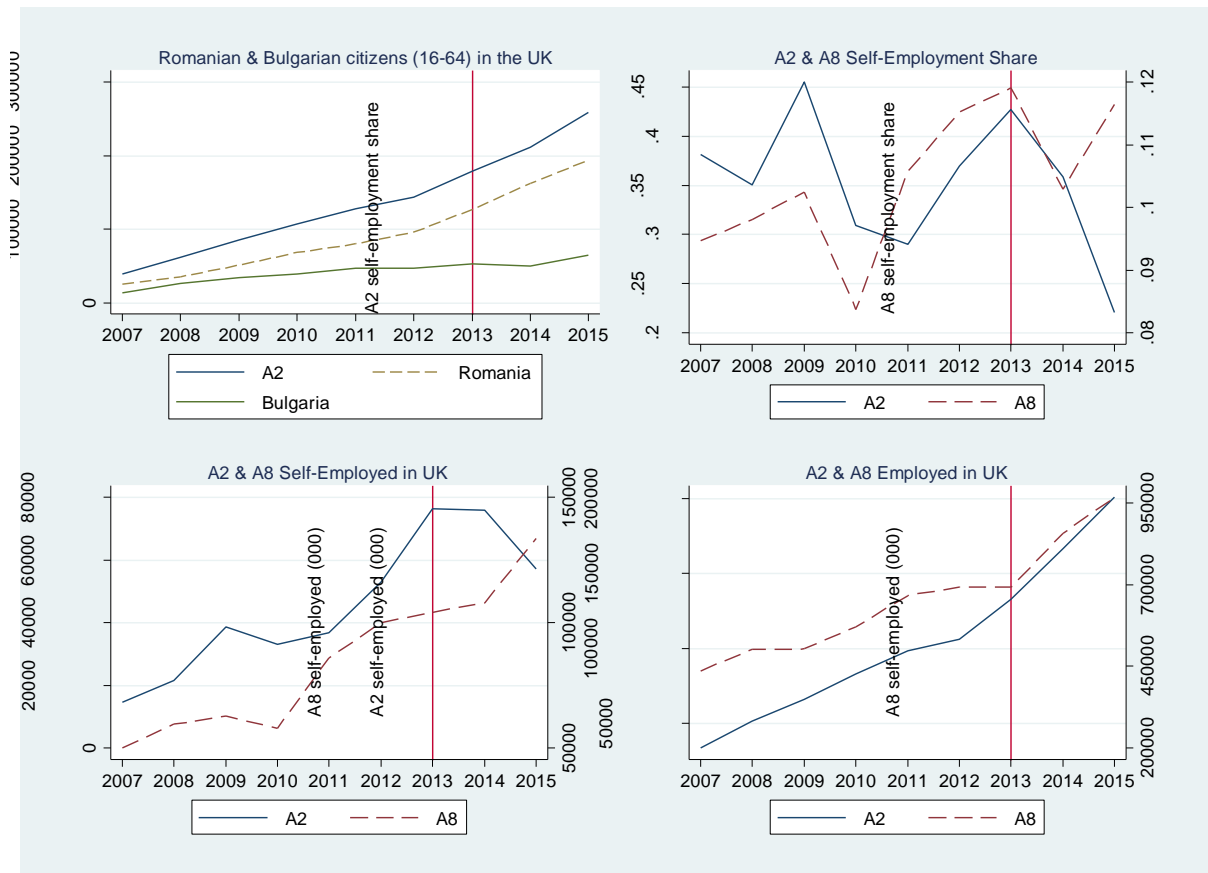 Romanian & Bulgarian citizens (16-64) in the UK
0 100000 200000 300000
A2 self-employment share
2007 2008 2009 2010 2011 2012 2013 2014 2015
A2 Romania
Bulgaria
A2 & A8 Self-Employment Share
.2 .25 .3 .35 .4 .45
A8 self-employment share
.08 .09 .1 .11 .12
2007 2008 2009 2010 2011 2012 2013 2014 2015
A2 A8
A2 & A8 Self-Employed in UK
0 20000 40000 60000 80000
A8 self-employed (000)
A2 self-employed (000)
50000 100000 150000
50000 100000 150000 200000
2007 2008 2009 2010 2011 2012 2013 2014 2015
A2 A8
A2 & A8 Employed in UK
A8 self-employed (000)
200000 450000 700000 950000
2007 2008 2009 2010 2011 2012 2013 2014 2015
A2 A8